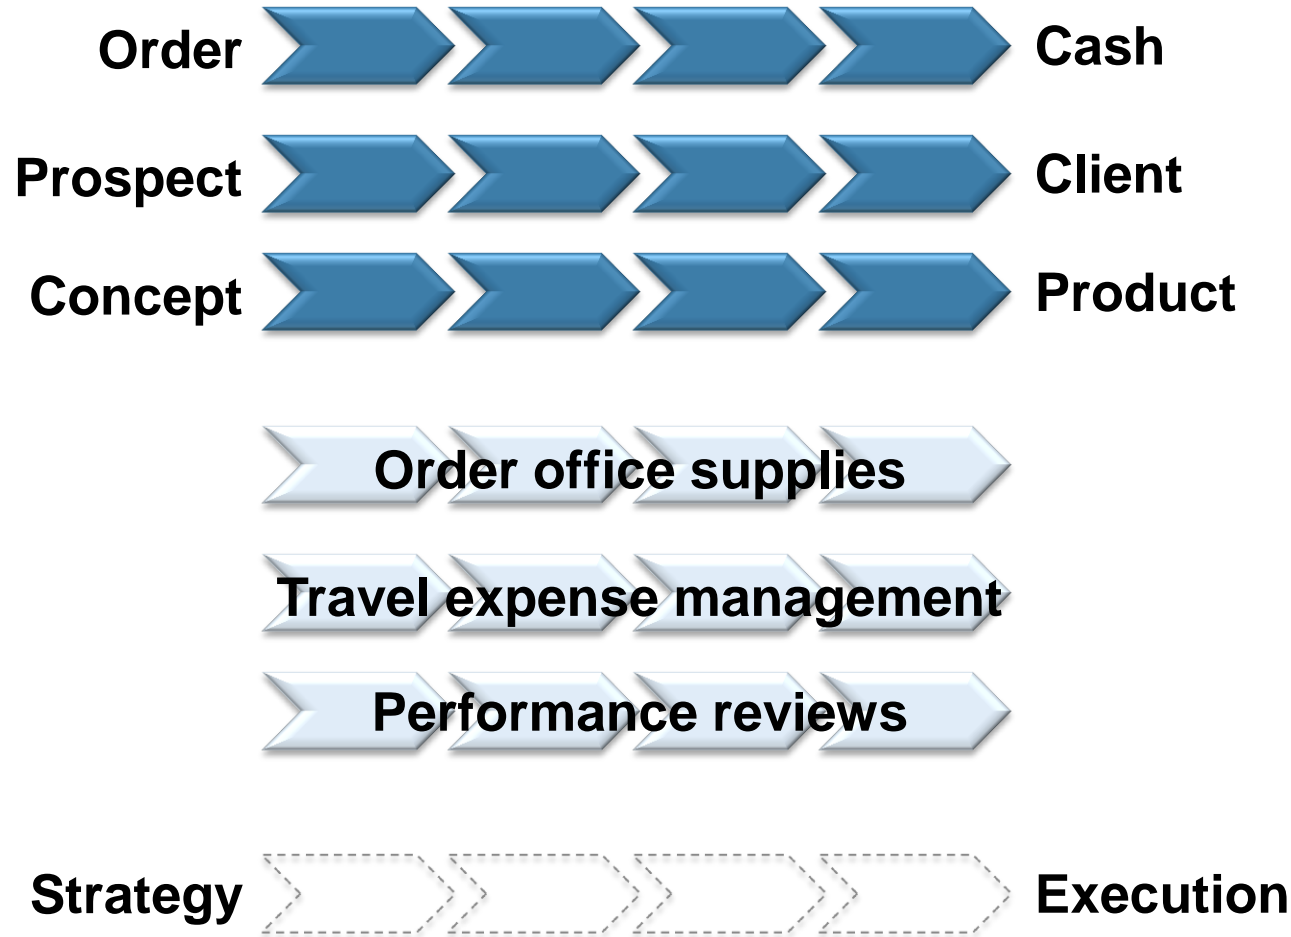 Order Cash
Prospect Client
Concept Product
Order office supplies
Travel expense management
Performance reviews
Strategy Execution